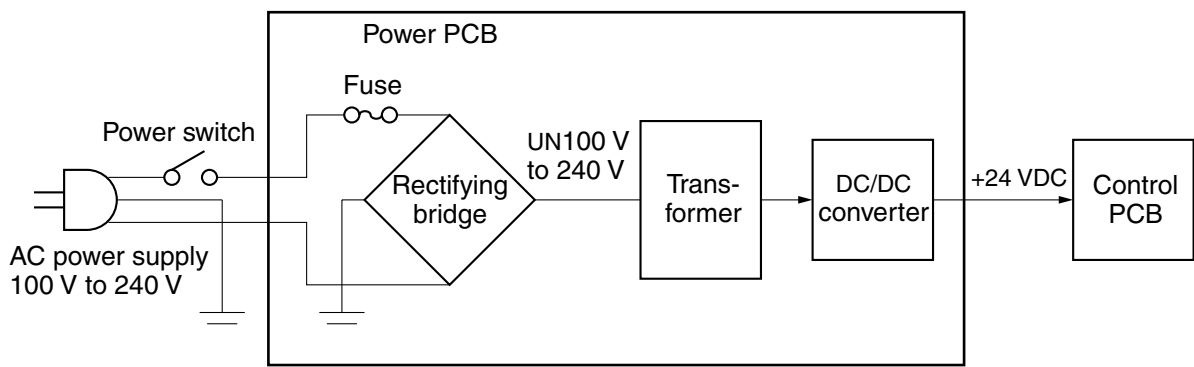 Power PCB
Fuse
Power switch
AC power supply
100 V to 240 V
Rectifying
bridge
UN100 V
to 240 V
Trans-
former
DC/DC
converter
+24 VDC
Control
PCB